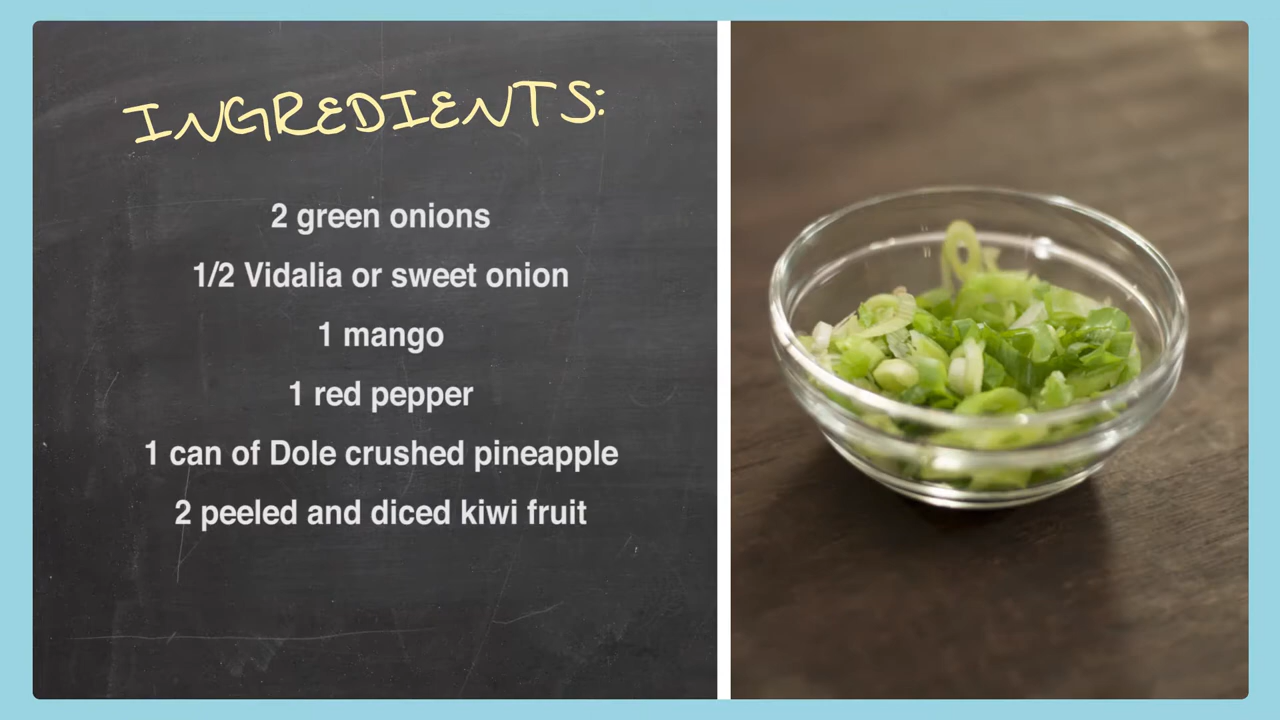 INGREDIENTS:
2 green onions
1/2 Vidalia or sweet onion
1 mango
1 red pepper
1 can of Dole crushed pineapple
2 peeled and diced kiwi fruit